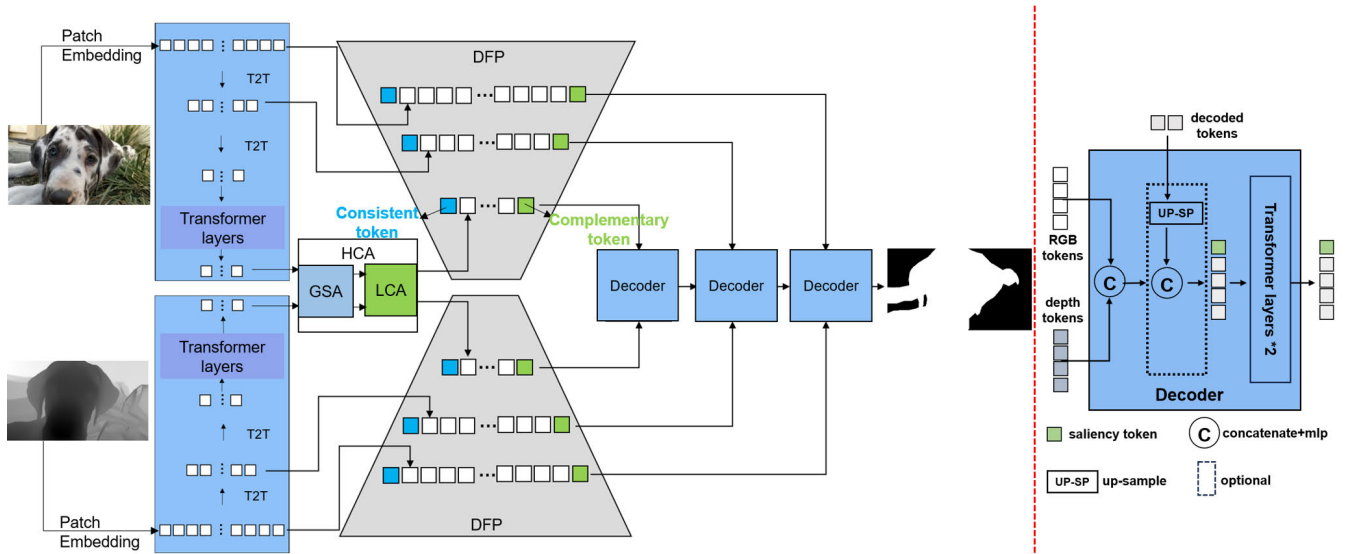 Patch
Embedding
T2T
T2T
Transformer
layers
DFP
Consistent
token
Complementary
token
HCA
GSA
LCA
Decoder
Decoder
Decoder
Transformer
layers
T2T
T2T
Patch
Embedding
DFP
decoded
tokens
RGB
tokens
depth
tokens
UP-SP
C
C
Transformer layers *2
Decoder
saliency token
C
concatenate+mlp
UP-SP
up-sample
optional